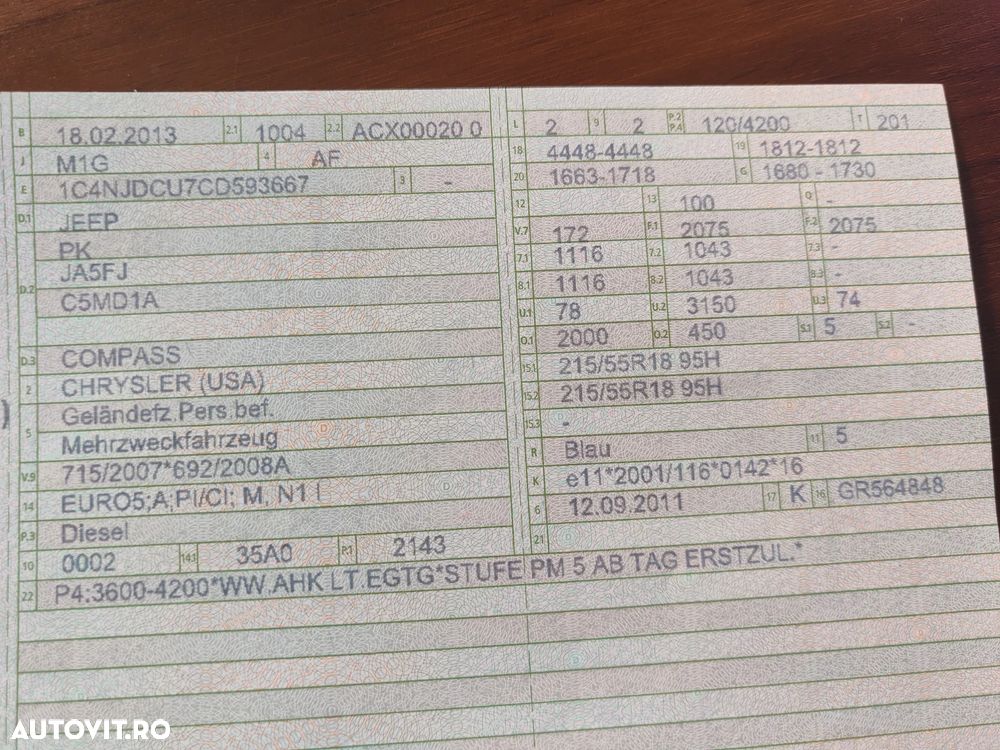 B 18.02.2013 2.1 1004 2.2 ACX00020 0
J M1G 4 AF
E 1C4NJDCU7CD593667 3 -
D.1 JEEP
PK
D.2 JA5FJ
C5MD1A
D.3 COMPASS
2 CHRYSLER (USA)
5 Geländefz.Pers.bef.
Mehrzweckfahrzeug
V.9 715/2007*692/2008A
14 EURO5;A;PI/CI; M, N1 I
P.3 Diesel
10 0002 14.1 35A0 P.1 2143
L 2 9 2 P.2 P.4 120/4200 T 201
18 4448-4448 19 1812-1812
20 1663-1718 G 1680 - 1730
12 13 100 Q -
V.7 172 F.1 2075 F.2 2075
7.1 1116 7.2 1043 7.3 -
8.1 1116 8.2 1043 8.3 -
U.1 78 U.2 3150 U.3 74
O.1 2000 O.2 450 S.1 5 S.2 -
15.1 215/55R18 95H
15.2 215/55R18 95H
15.3 -
R Blau 11 5
K e11*2001/116*0142*16
6 12.09.2011 17 K 16 GR564848
21
22 P4:3600-4200*WW.AHK LT.EGTG*STUFE PM 5 AB TAG ERSTZUL.*
AUTOVIT.RO